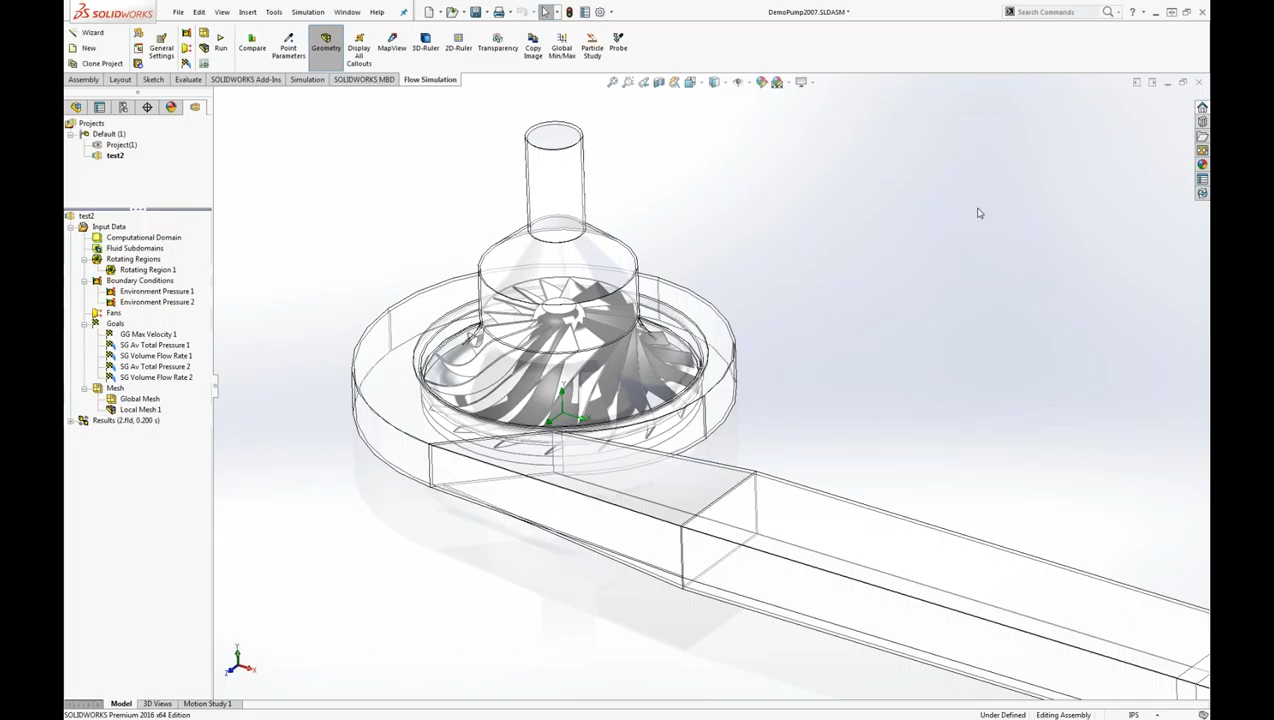 SOLIDWORKS File Edit View Insert Tools Simulation Window Help DemoPump2007.SLDASM * Search Commands
Wizard
New
Clone Project
General Settings
Run
Compare
Point Parameters
Geometry
Display All Callouts
MapView
3D-Ruler
2D-Ruler
Transparency
Copy Image
Global Min/Max
Particle Study
Probe
Assembly Layout Sketch Evaluate SOLIDWORKS Add-Ins Simulation SOLIDWORKS MBD Flow Simulation
Projects
Default (1)
Project(1)
test2
test2
Input Data
Computational Domain
Fluid Subdomains
Rotating Regions
Rotating Region 1
Boundary Conditions
Environment Pressure 1
Environment Pressure 2
Fans
Goals
GG Max Velocity 1
SG Av Total Pressure 1
SG Volume Flow Rate 1
SG Av Total Pressure 2
SG Volume Flow Rate 2
Mesh
Global Mesh
Local Mesh 1
Results (2.fld, 0.200 s)
Y
X
Z
Model 3D Views Motion Study 1
SOLIDWORKS Premium 2016 x64 Edition Under Defined Editing Assembly IPS